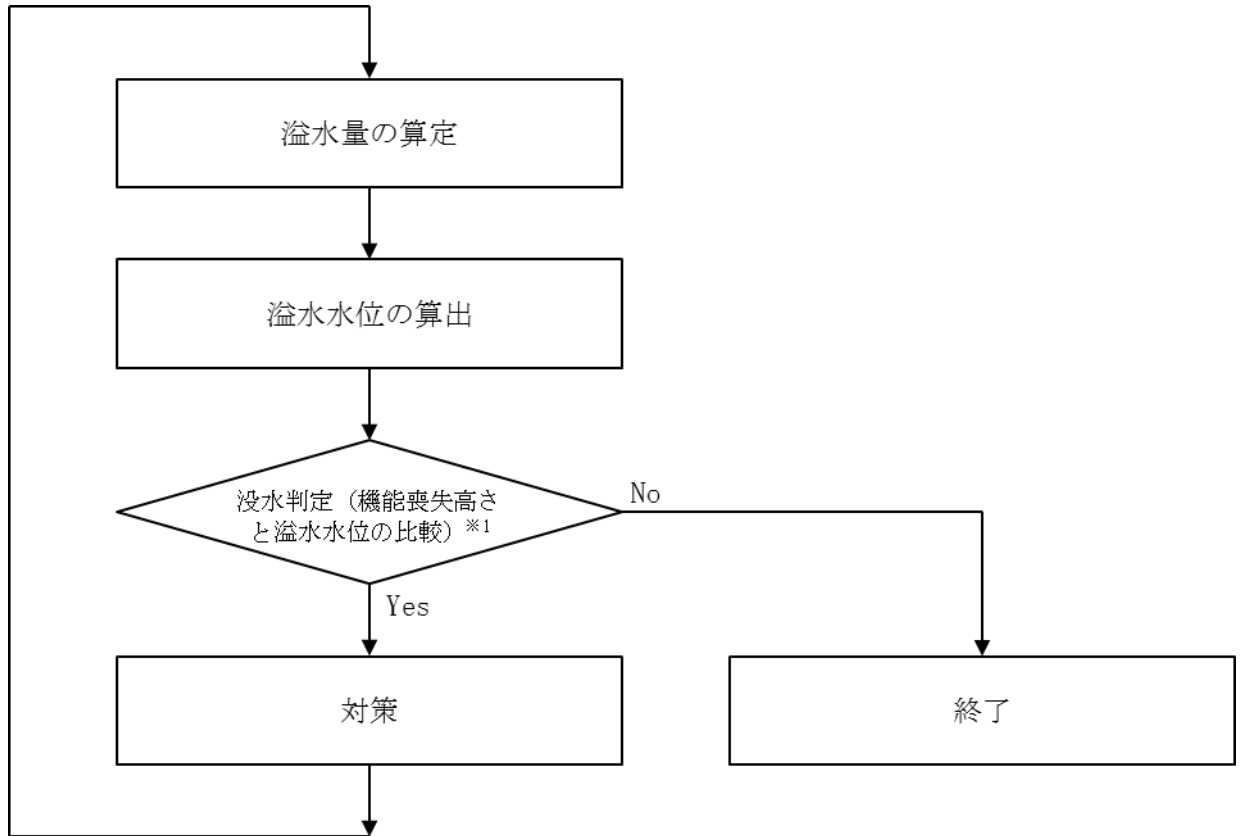 溢水量の算定
溢水水位の算出
没水判定（機能喪失高さ
と溢水水位の比較）※1
No
Yes
対策
終了